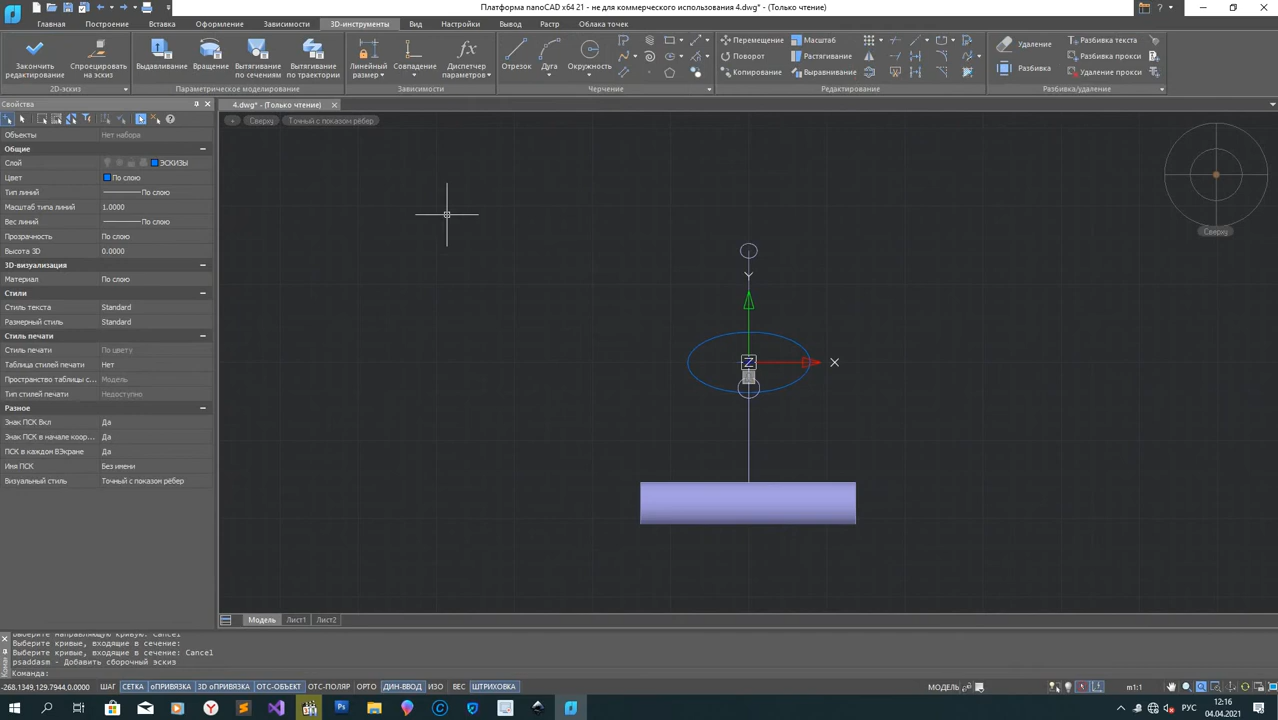 Платформа nanoCAD x64 21 - не для коммерческого использования 4.dwg* - (Только чтение)
Главная Построение Вставка Оформление Зависимости 3D-инструменты Вид Настройки Вывод Растр Облака точек
Закончить редактирование
Спроецировать на эскиз
Выдавливание
Вращение
Вытягивание по сечениям
Вытягивание по траектории
Линейный размер
Совпадение
Диспетчер параметров
Отрезок
Дуга
Окружность
Перемещение
Поворот
Копирование
Масштаб
Растягивание
Выравнивание
Удаление
Разбивка
Разбивка текста
Разбивка прокси
Удаление прокси
2D-эскиз Параметрическое моделирование Зависимости Черчение Редактирование Разбивка/удаление
Свойства
4.dwg* - (Только чтение)
+ Сверху Точный с показом рёбер
Объекты Нет набора
Общие
Слой ЭСКИЗЫ
Цвет По слою
Тип линий По слою
Масштаб типа линий 1.0000
Вес линий По слою
Прозрачность По слою
Высота 3D 0.0000
3D-визуализация
Материал По слою
Стили
Стиль текста Standard
Размерный стиль Standard
Стиль печати
Стиль печати По цвету
Таблица стилей печати Нет
Пространство таблицы с... Модель
Тип стилей печати Недоступно
Разное
Знак ПСК Вкл Да
Знак ПСК в начале коор... Да
ПСК в каждом ВЭкране Да
Имя ПСК Без имени
Визуальный стиль Точный с показом рёбер
Сверху
Y
Z
X
Модель Лист1 Лист2
Выберите направляющую кривую: Cancel
Выберите кривые, входящие в сечение:
Выберите кривые, входящие в сечение: Cancel
psaddasm - Добавить сборочный эскиз
Команда:
-268.1349,129.7944,0.0000 ШАГ СЕТКА оПРИВЯЗКА 3D оПРИВЯЗКА ОТС-ОБЪЕКТ ОТС-ПОЛЯР ОРТО ДИН-ВВОД ИЗО ВЕС ШТРИХОВКА МОДЕЛЬ m1:1
РУС
12:16
04.04.2021